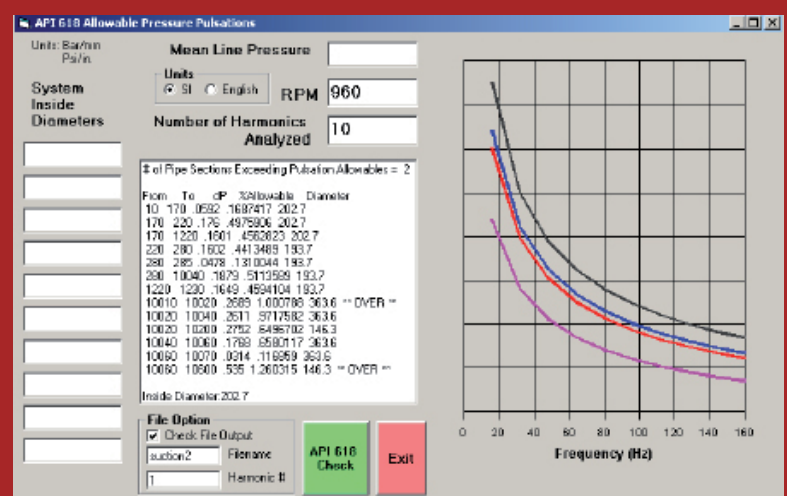 API 618 Allowable Pressure Pulsations
Units: Bar/mm
Psi/in
System
Inside
Diameters
Mean Line Pressure
Units
SI English
RPM 960
Number of Harmonics
Analyzed
10
# of Pipe Sections Exceeding Pulsation Allowables = 2
From To dP %Allowable Diameter
10 170 .0592 .1687417 202.7
170 220 .176 .4975906 202.7
170 1220 .1601 .4562823 202.7
220 280 .1602 .4413489 193.7
280 285 .0478 .1310044 193.7
280 10040 .1879 .5113589 193.7
1220 1230 .1649 .4594104 193.7
10010 10020 .2689 1.000788 363.6 ** OVER **
10020 10040 .2611 .9717582 363.6
10020 10200 .2752 .6496702 146.3
10040 10060 .1768 .6580117 363.6
10060 10070 .0314 .116959 363.6
10060 10600 .535 1.260315 146.3 ** OVER **
Inside Diameter:202.7
File Option
Check File Output
suction2 Filename
1 Harmonic #
API 618
Check
Exit
0 20 40 60 80 100 120 140 160
Frequency (Hz)